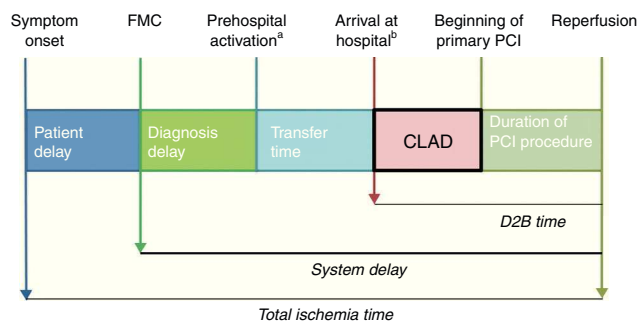 Symptom
onset
FMC
Prehospital
activationᵃ
Arrival at
hospitalᵇ
Beginning of
primary PCI
Reperfusion
Patient
delay
Diagnosis
delay
Transfer
time
CLAD
Duration of
PCI procedure
D2B time
System delay
Total ischemia time